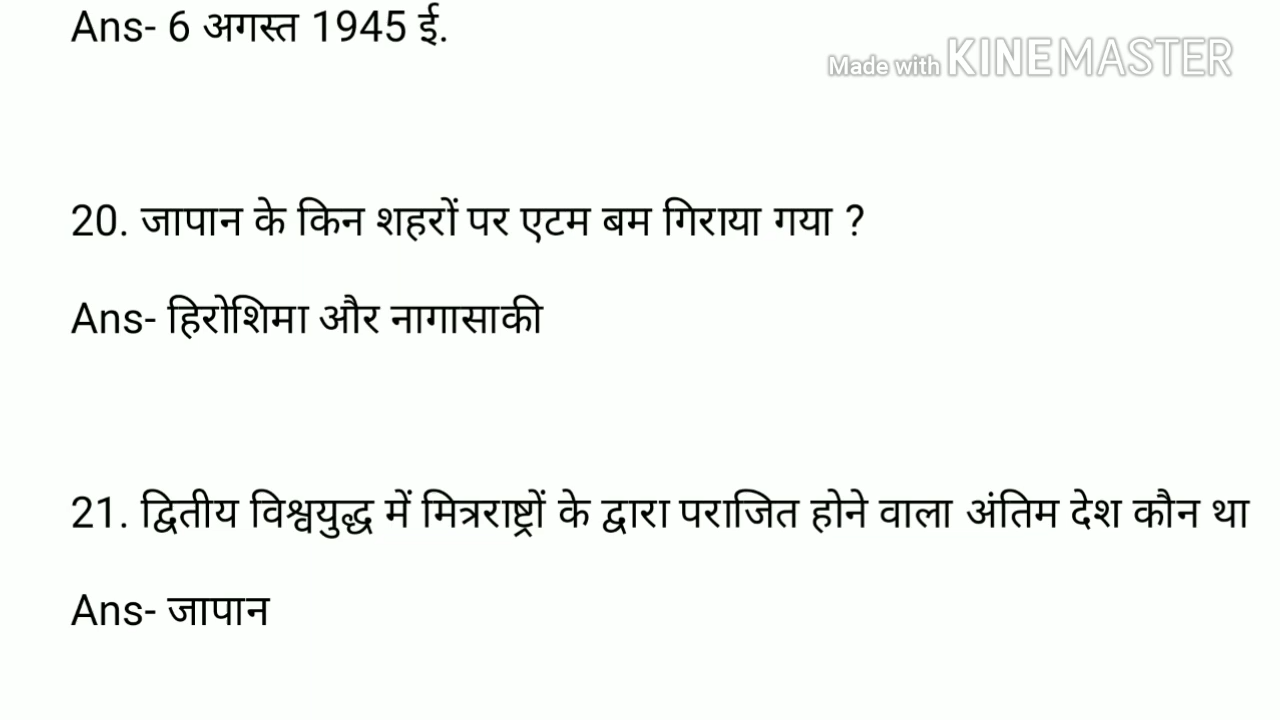 Ans- 6 अगस्त 1945 ई.
Made with KINEMASTER
20. जापान के किन शहरों पर एटम बम गिराया गया ?
Ans- हिरोशिमा और नागासाकी
21. द्वितीय विश्वयुद्ध में मित्रराष्ट्रों के द्वारा पराजित होने वाला अंतिम देश कौन था
Ans- जापान